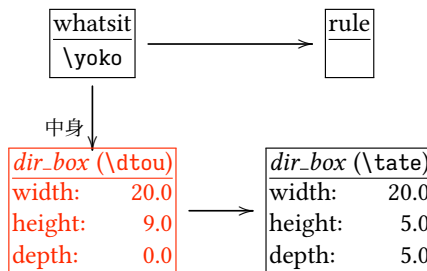 whatsit
\yoko
rule
中身
dir_box (\dtou)
width: 20.0
height: 9.0
depth: 0.0
dir_box (\tate)
width: 20.0
height: 5.0
depth: 5.0